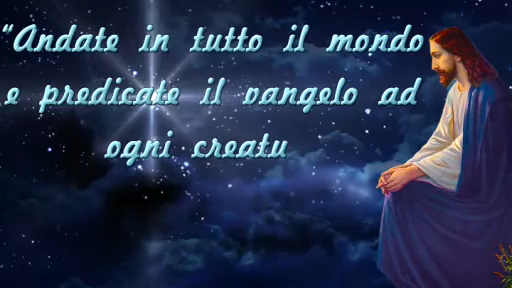 “Andate in tutto il mondo
e predicate il vangelo ad
ogni creatu